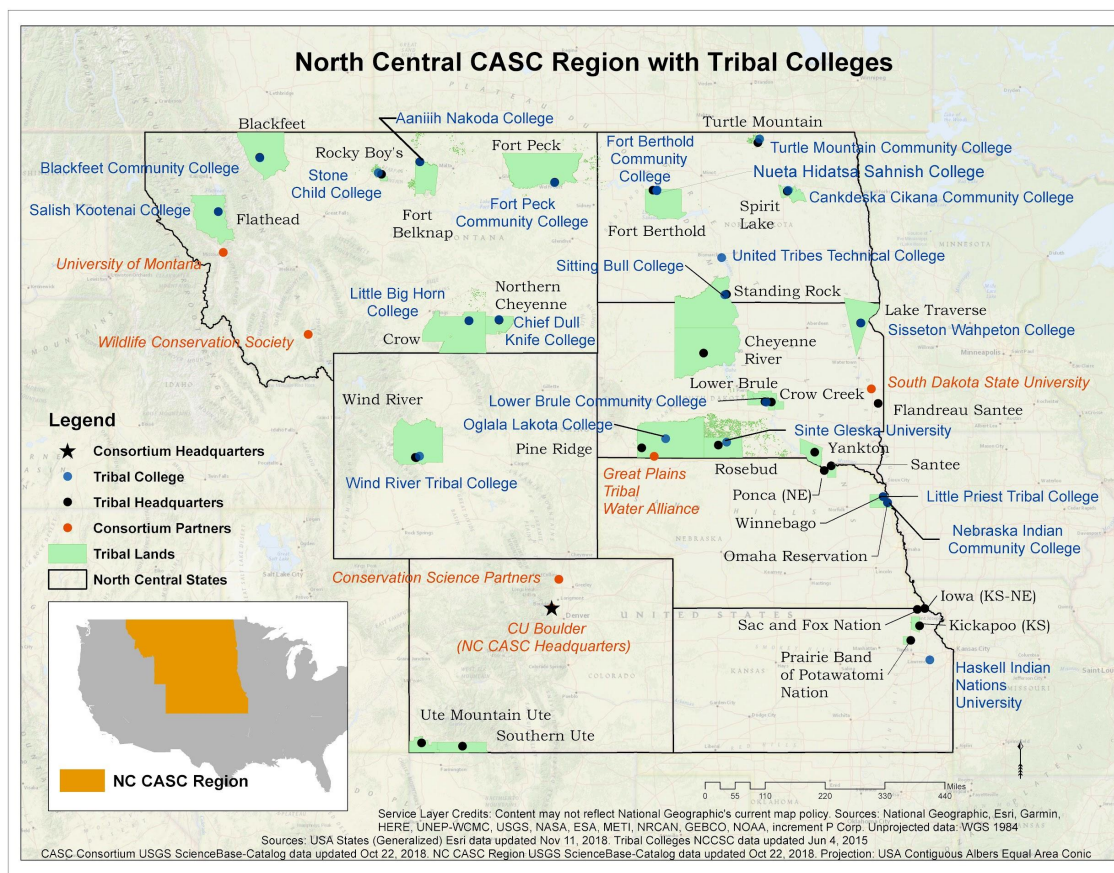 North Central CASC Region with Tribal Colleges
Aaniiih Nakoda College
Blackfeet
Blackfeet Community College
Rocky Boy's
Stone
Child College
Fort Peck
Fort Peck
Community College
Fort
Belknap
Salish Kootenai College
Flathead
University of Montana
Wildlife Conservation Society
Little Big Horn
College
Northern
Cheyenne
Chief Dull
Knife College
Crow
MONTANA
Turtle Mountain
Turtle Mountain Community College
Fort Berthold
Community
College
Nueta Hidatsa Sahnish College
Cankdeska Cikana Community College
Spirit
Lake
Fort Berthold
United Tribes Technical College
Sitting Bull College
Standing Rock
Lake Traverse
Sisseton Wahpeton College
MINNESOTA
Cheyenne
River
Lower Brule
Lower Brule Community College
Crow Creek
South Dakota State University
Flandreau Santee
Wind River
Wind River Tribal College
Oglala Lakota College
Sinte Gleska University
Pine Ridge
Rosebud
Yankton
Santee
Great Plains
Tribal
Water Alliance
Ponca (NE)
Winnebago
Little Priest Tribal College
Nebraska Indian
Community College
Omaha Reservation
NEBRASKA
IDAHO
Conservation Science Partners
Denver
CU Boulder
(NC CASC Headquarters)
COLORADO
UNITED STATES
KANSAS
Iowa (KS-NE)
Sac and Fox Nation
Kickapoo (KS)
Prairie Band
of Potawatomi
Nation
Haskell Indian
Nations
University
Ute Mountain Ute
Southern Ute
OKLAHOMA
Legend
Consortium Headquarters
Tribal College
Tribal Headquarters
Consortium Partners
Tribal Lands
North Central States
NC CASC Region
Miles
0 55 110 220 330 440
Service Layer Credits: Content may not reflect National Geographic's current map policy. Sources: National Geographic, Esri, Garmin,
HERE, UNEP-WCMC, USGS, NASA, ESA, METI, NRCAN, GEBCO, NOAA, increment P Corp. Unprojected data: WGS 1984
Sources: USA States (Generalized) Esri data updated Nov 11, 2018. Tribal Colleges NCCSC data updated Jun 4, 2015
CASC Consortium USGS ScienceBase-Catalog data updated Oct 22, 2018. NC CASC Region USGS ScienceBase-Catalog data updated Oct 22, 2018. Projection: USA Contiguous Albers Equal Area Conic